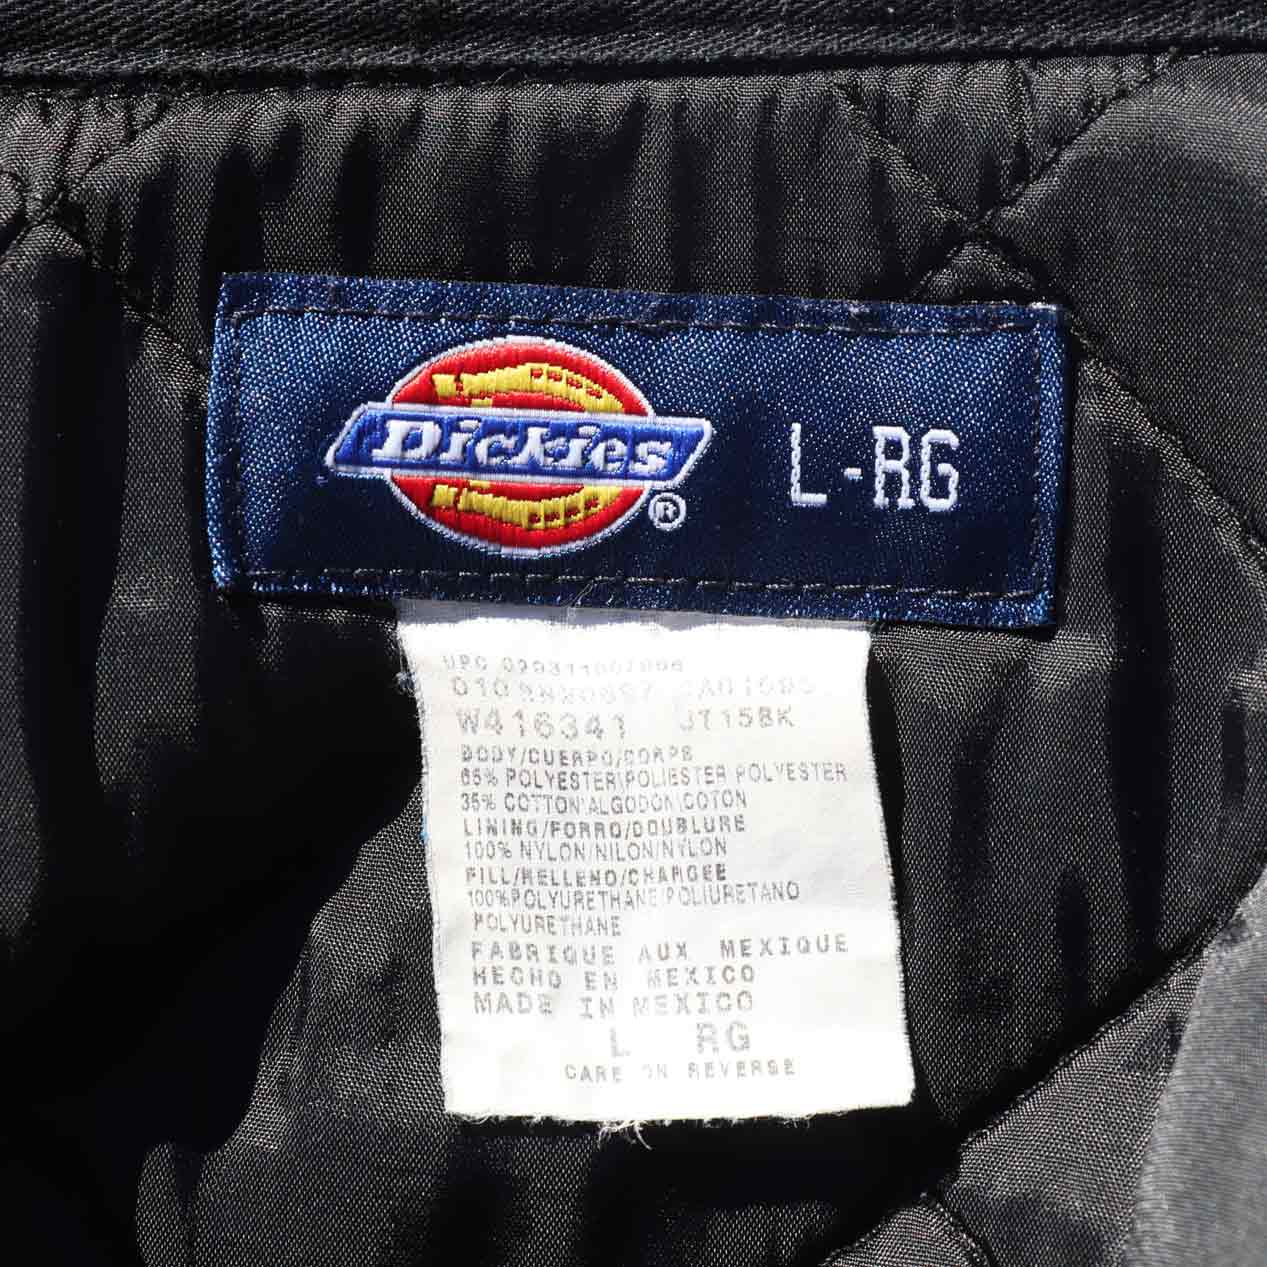 Dickies ®
L-RG
UPC
W416341 JT15BK
BODY/CUERPO/CORPS
65% POLYESTER\POLIESTER POLYESTER
35% COTTON\ALGODON\COTON
LINING/FORRO/DOUBLURE
100% NYLON/NILON/NYLON
FILL/RELLENO/CHARGEE
100%POLYURETHANE/POLIURETANO
POLYURETHANE
FABRIQUE AUX MEXIQUE
HECHO EN MEXICO
MADE IN MEXICO
L RG
CARE ON REVERSE